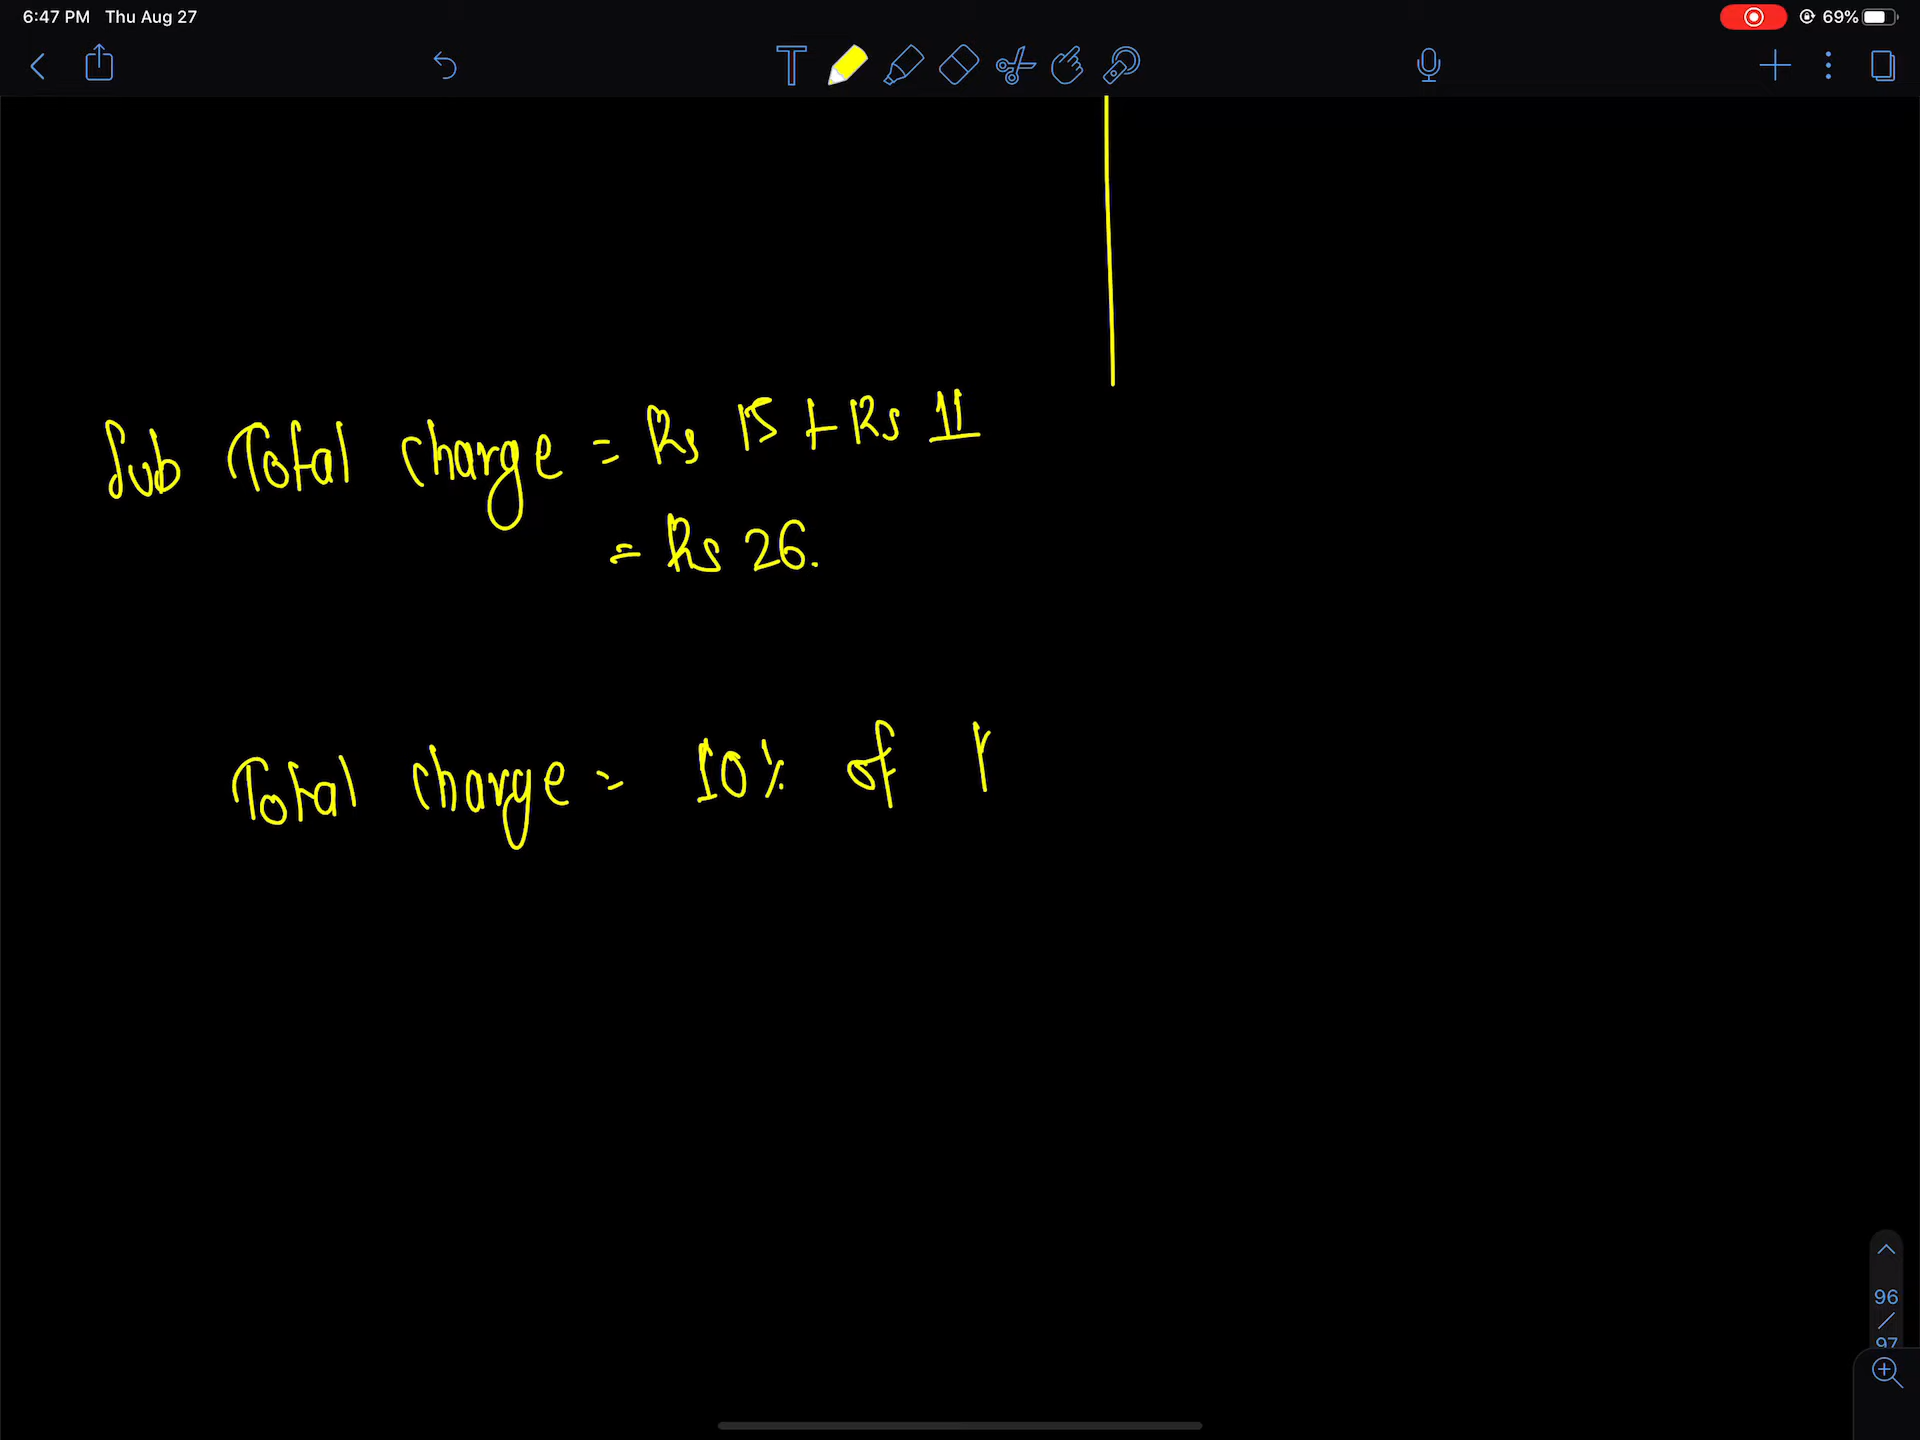 6:47 PM Thu Aug 27
69%
T
Sub Total charge = Rs 15 + Rs 11
= Rs 26.
Total charge = 10% of
96
/
97